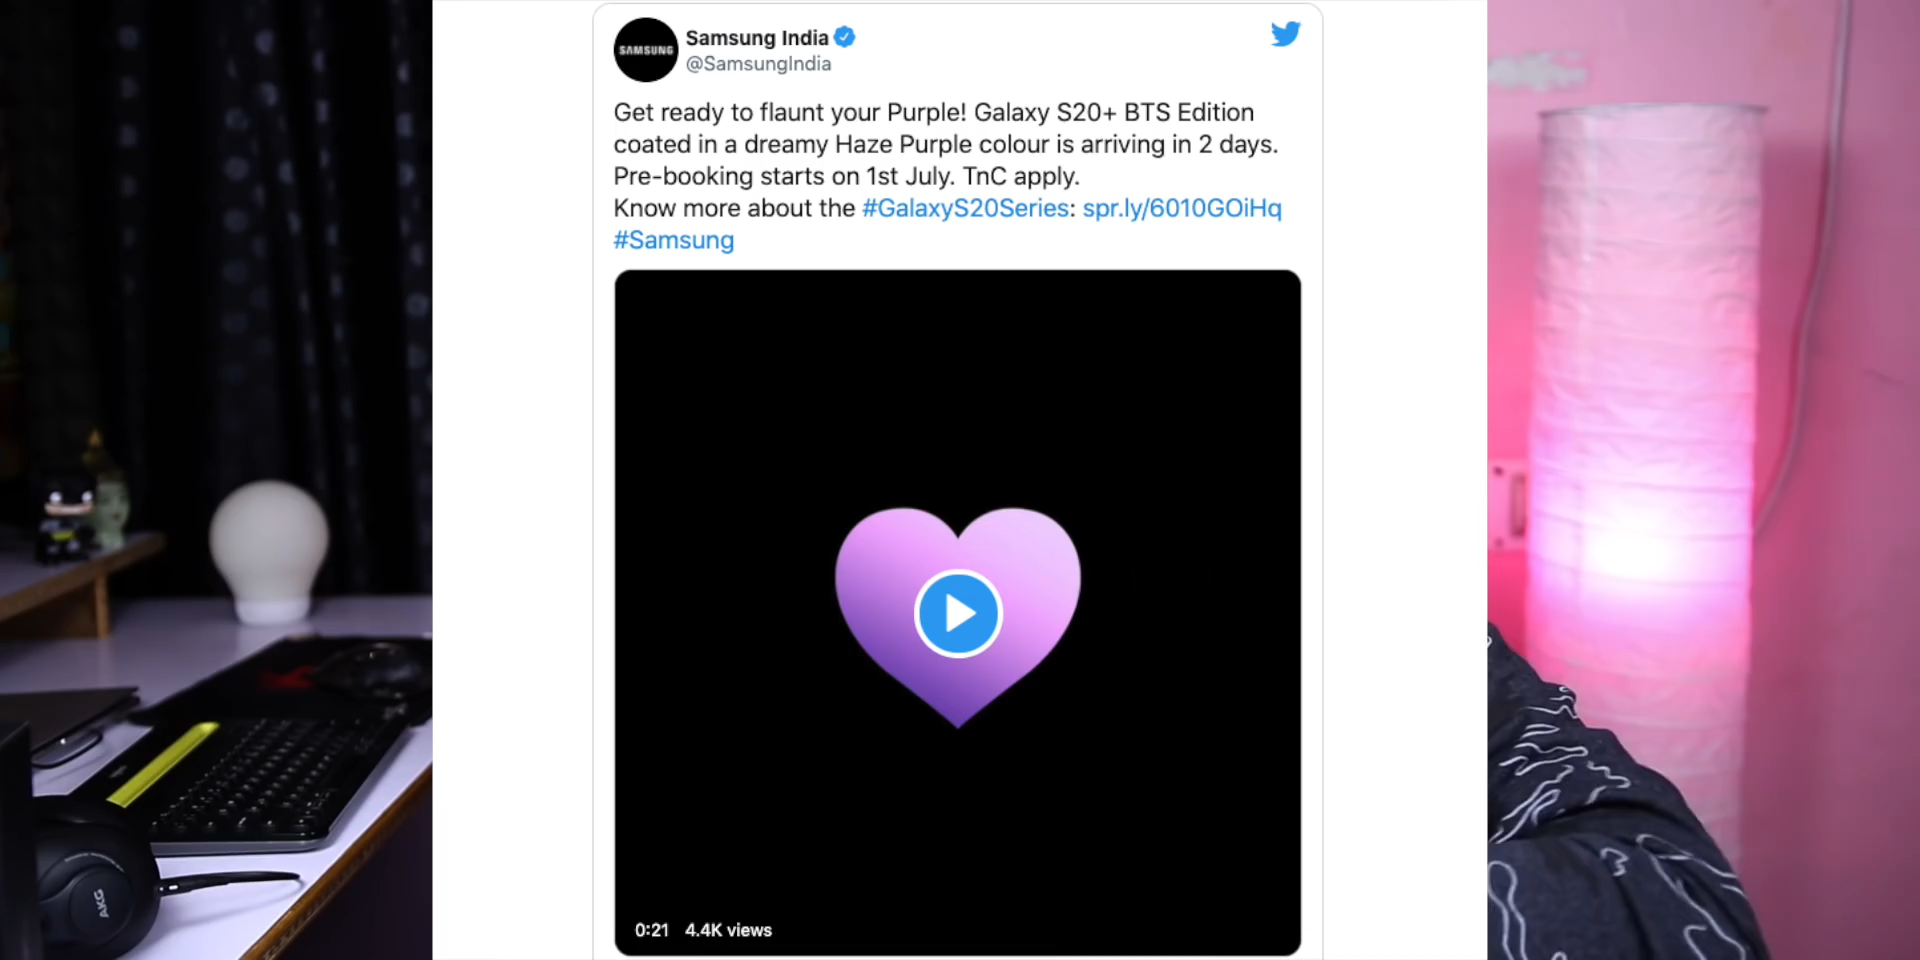 SAMSUNG
Samsung India
@SamsungIndia
Get ready to flaunt your Purple! Galaxy S20+ BTS Edition
coated in a dreamy Haze Purple colour is arriving in 2 days.
Pre-booking starts on 1st July. TnC apply.
Know more about the #GalaxyS20Series: spr.ly/6010GOiHq
#Samsung
0:21 4.4K views
AKG